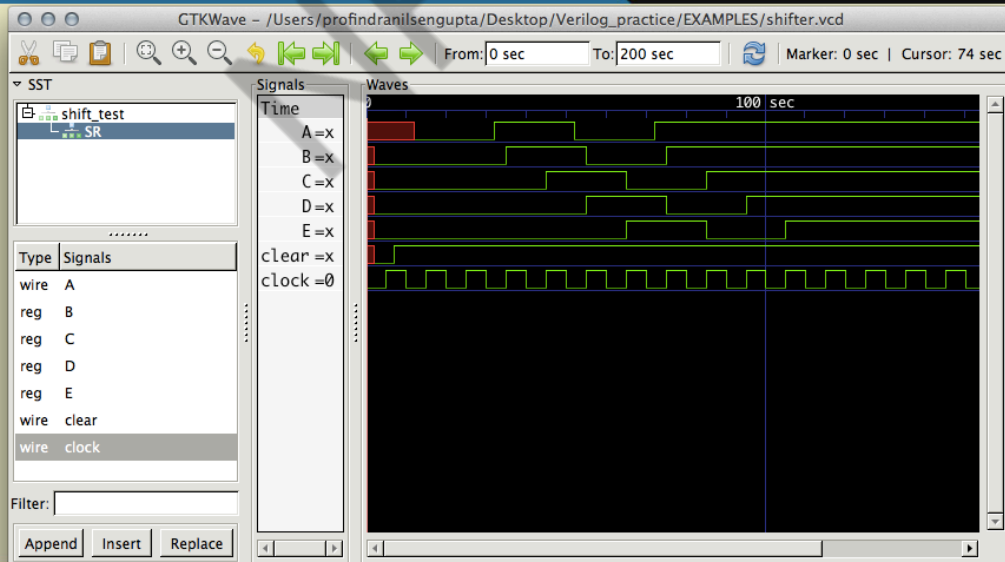 GTKWave – /Users/profindranilsengupta/Desktop/Verilog_practice/EXAMPLES/shifter.vcd
From: 0 sec To: 200 sec Marker: 0 sec | Cursor: 74 sec
SST
shift_test
SR
Type Signals
wire A
reg B
reg C
reg D
reg E
wire clear
wire clock
Filter:
Append Insert Replace
Signals
Time
A =x
B =x
C =x
D =x
E =x
clear =x
clock =0
Waves
100 sec